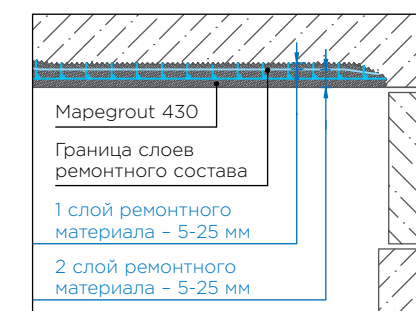 Mapegrout 430
Граница слоев
ремонтного состава
1 слой ремонтного
материала – 5-25 мм
2 слой ремонтного
материала – 5-25 мм